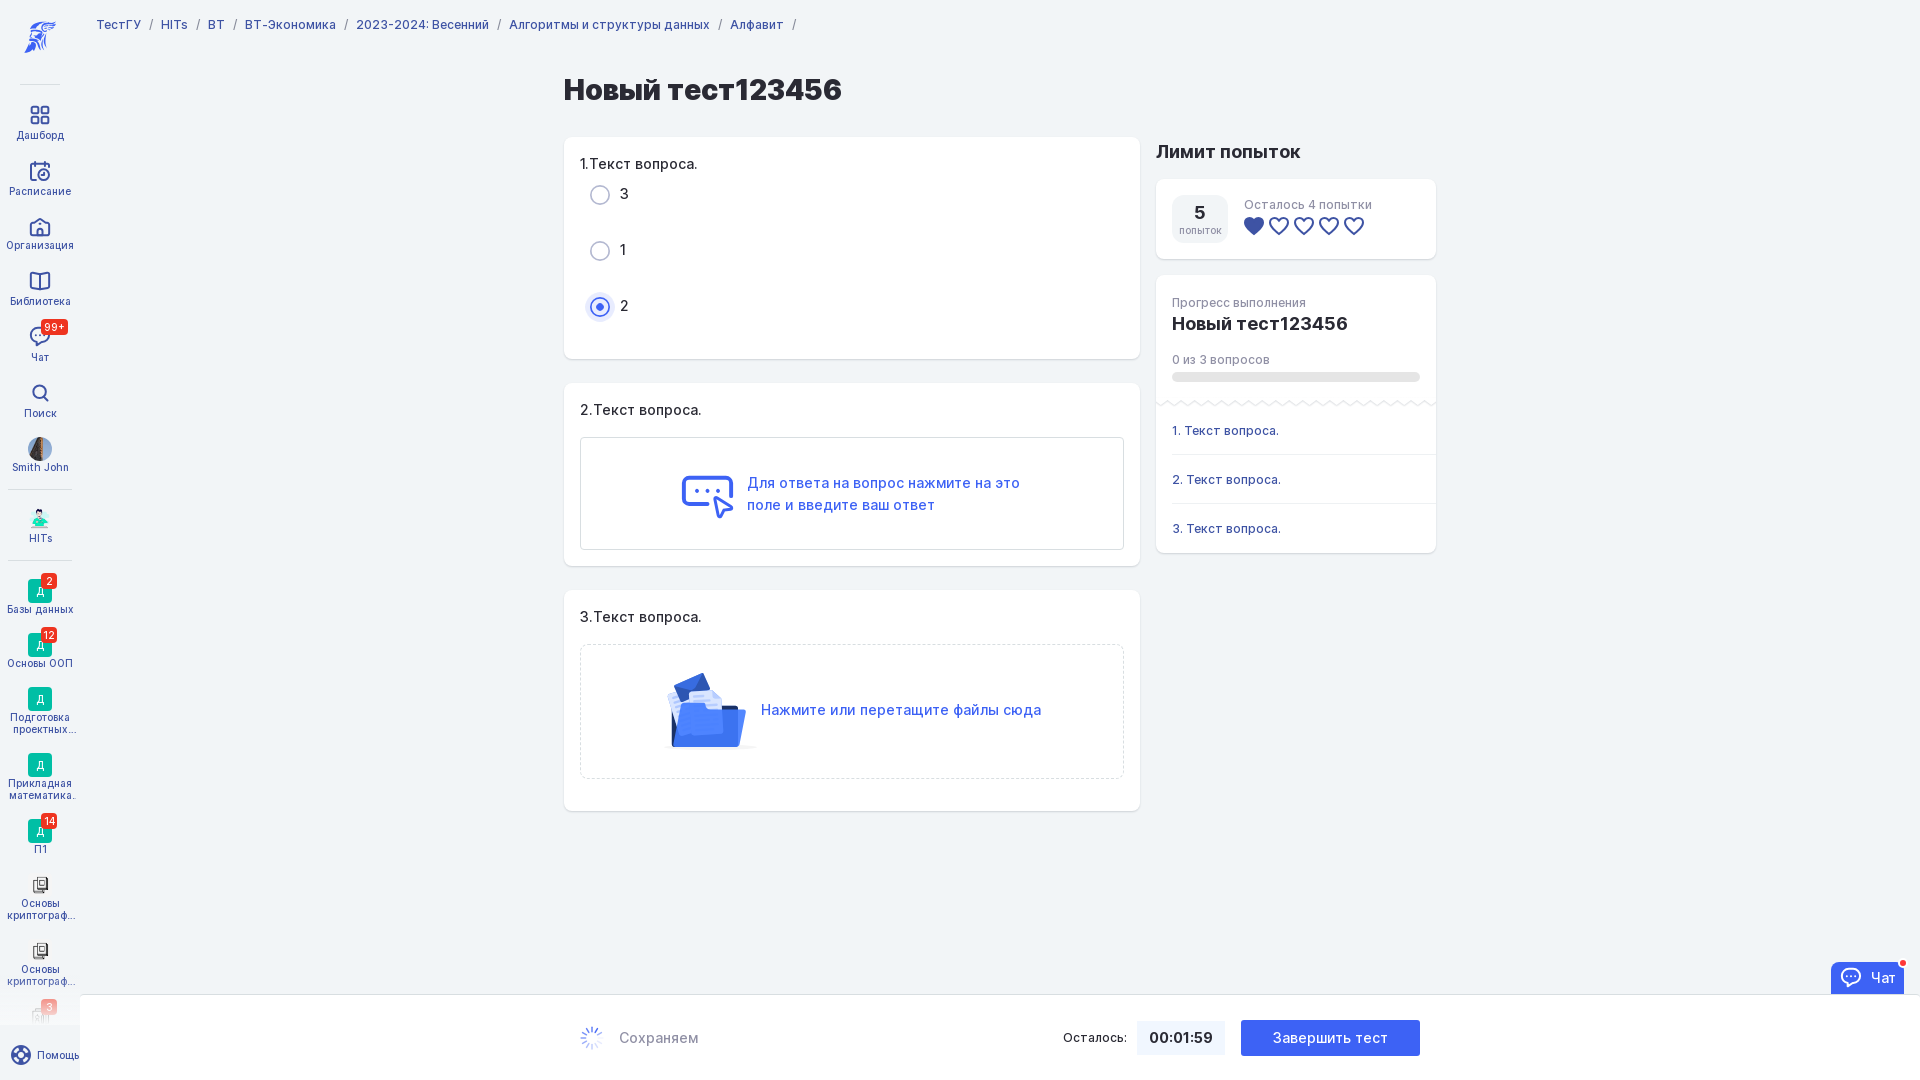 ТестГУ / HITs / ВТ / ВТ-Экономика / 2023-2024: Весенний / Алгоритмы и структуры данных / Алфавит /
Дашборд
Расписание
Организация
Библиотека
99+
Чат
Поиск
Smith John
HITs
2
Д
Базы данных
12
Д
Основы ООП
Д
Подготовка
проектных...
Д
Прикладная
математика.
14
Д
П1
Основы
криптограф...
Основы
криптограф...
3
Помощь
Новый тест123456
1.Текст вопроса.
3
1
2
2.Текст вопроса.
Для ответа на вопрос нажмите на это
поле и введите ваш ответ
3.Текст вопроса.
Нажмите или перетащите файлы сюда
Лимит попыток
5
попыток
Осталось 4 попытки
Прогресс выполнения
Новый тест123456
0 из 3 вопросов
1. Текст вопроса.
2. Текст вопроса.
3. Текст вопроса.
Чат
Сохраняем
Осталось: 00:01:59
Завершить тест